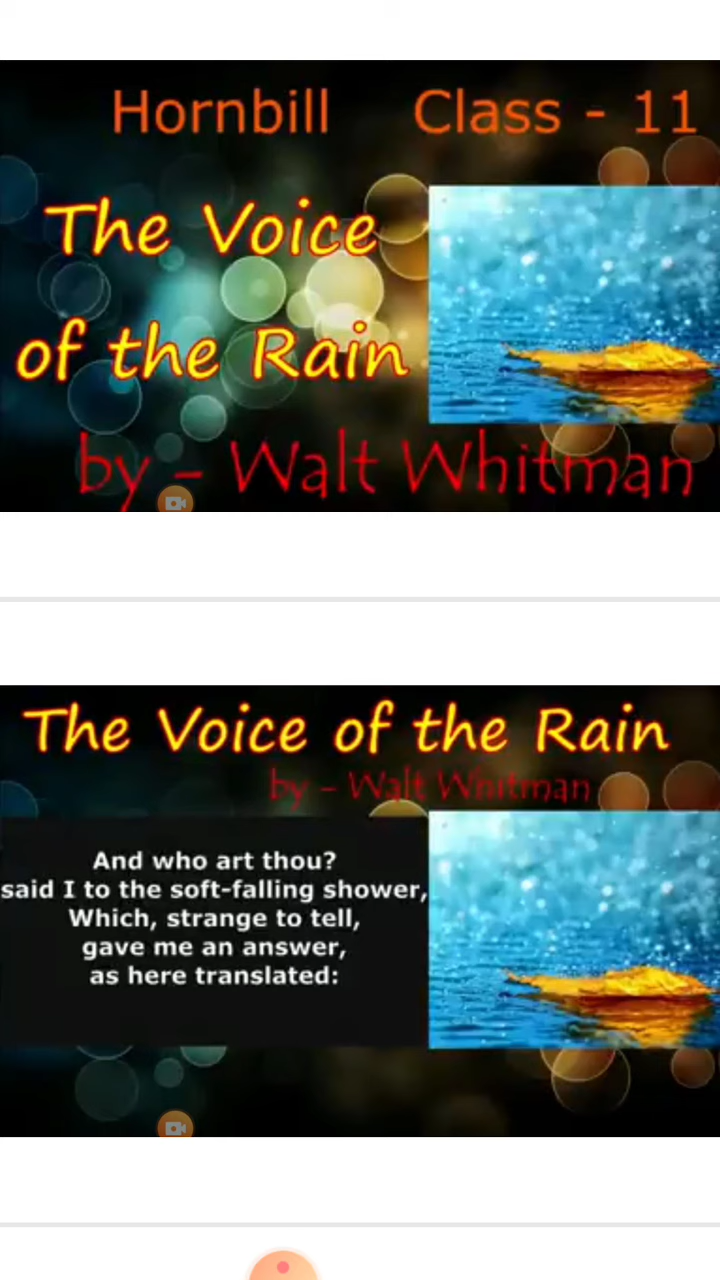 Hornbill Class - 11
The Voice
of the Rain
by - Walt Whitman
The Voice of the Rain
by - Walt Whitman
And who art thou?
said I to the soft-falling shower,
Which, strange to tell,
gave me an answer,
as here translated: